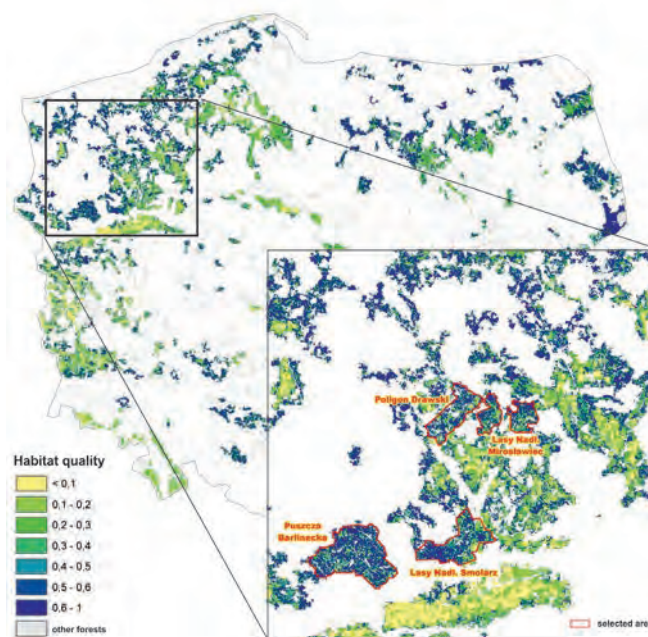 Poligon Drawski
Lasy Nadl.
Mirosławiec
Puszcza
Barlinecka
Lasy Nadl. Smolarz
Habitat quality
< 0,1
0,1 - 0,2
0,2 - 0,3
0,3 - 0,4
0,4 - 0,5
0,5 - 0,6
0,6 - 1
other forests
selected are